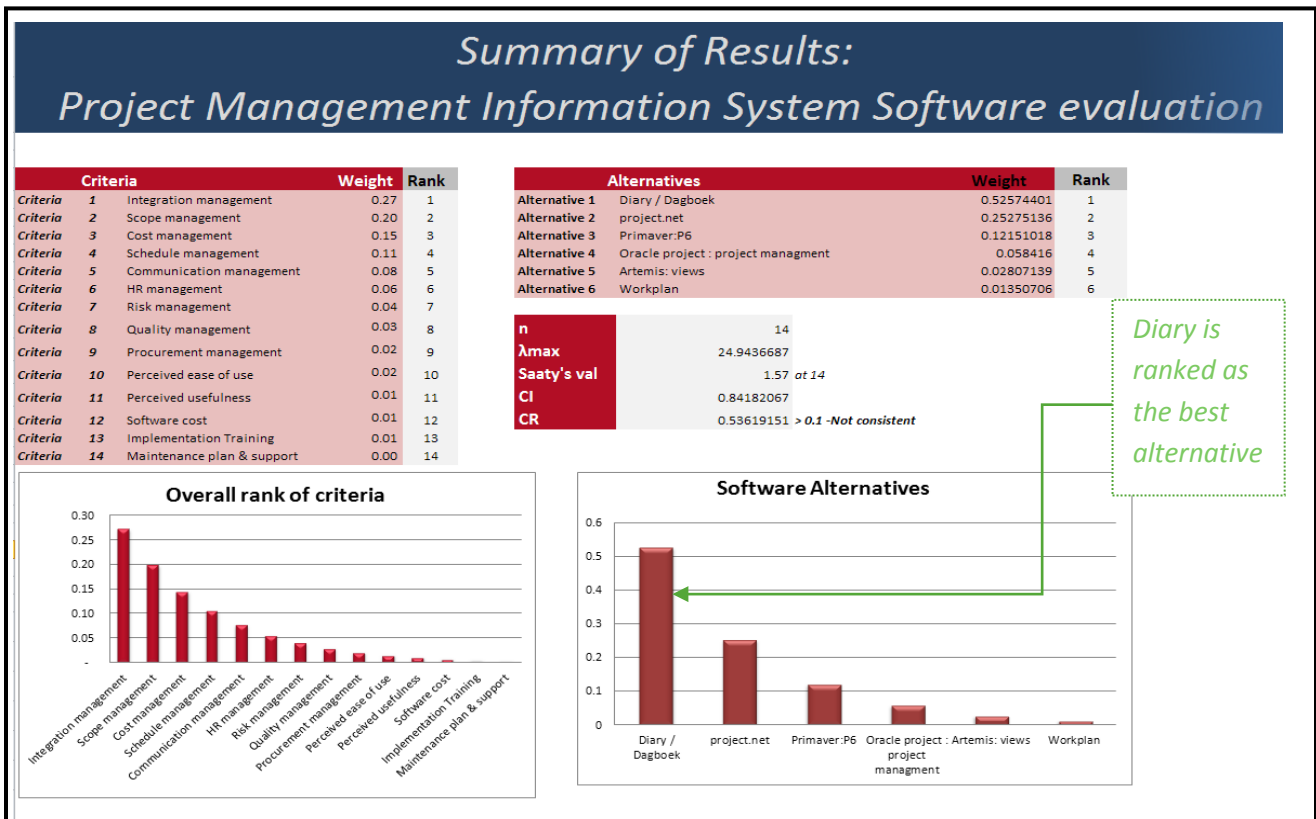 Summary of Results:
Project Management Information System Software evaluation
Criteria Weight Rank
Criteria 1 Integration management 0.27 1
Criteria 2 Scope management 0.20 2
Criteria 3 Cost management 0.15 3
Criteria 4 Schedule management 0.11 4
Criteria 5 Communication management 0.08 5
Criteria 6 HR management 0.06 6
Criteria 7 Risk management 0.04 7
Criteria 8 Quality management 0.03 8
Criteria 9 Procurement management 0.02 9
Criteria 10 Perceived ease of use 0.02 10
Criteria 11 Perceived usefulness 0.01 11
Criteria 12 Software cost 0.01 12
Criteria 13 Implementation Training 0.01 13
Criteria 14 Maintenance plan & support 0.00 14
Alternatives Weight Rank
Alternative 1 Diary / Dagboek 0.52574401 1
Alternative 2 project.net 0.25275136 2
Alternative 3 Primaver:P6 0.12151018 3
Alternative 4 Oracle project : project managment 0.058416 4
Alternative 5 Artemis: views 0.02807139 5
Alternative 6 Workplan 0.01350706 6
n 14
λmax 24.9436687
Saaty's val 1.57 at 14
CI 0.84182067
CR 0.53619151 > 0.1 -Not consistent
Diary is
ranked as
the best
alternative
Overall rank of criteria
0.30
0.25
0.20
0.15
0.10
0.05
-
Integration management
Scope management
Cost management
Schedule management
Communication management
HR management
Risk management
Quality management
Procurement management
Perceived ease of use
Perceived usefulness
Software cost
Implementation Training
Maintenance plan & support
Software Alternatives
0.6
0.5
0.4
0.3
0.2
0.1
0
Diary /
Dagboek
project.net
Primaver:P6
Oracle project :
project
managment
Artemis: views
Workplan